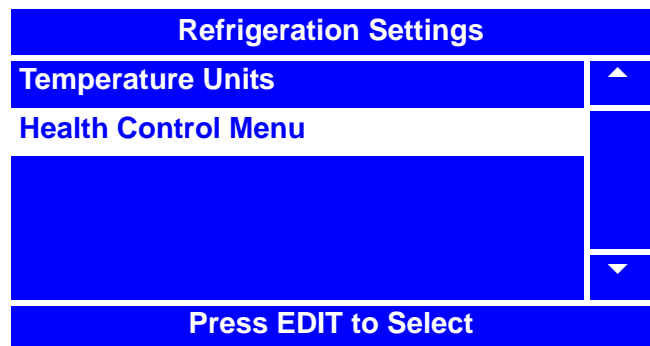 Refrigeration Settings
Temperature Units
Health Control Menu
Press EDIT to Select